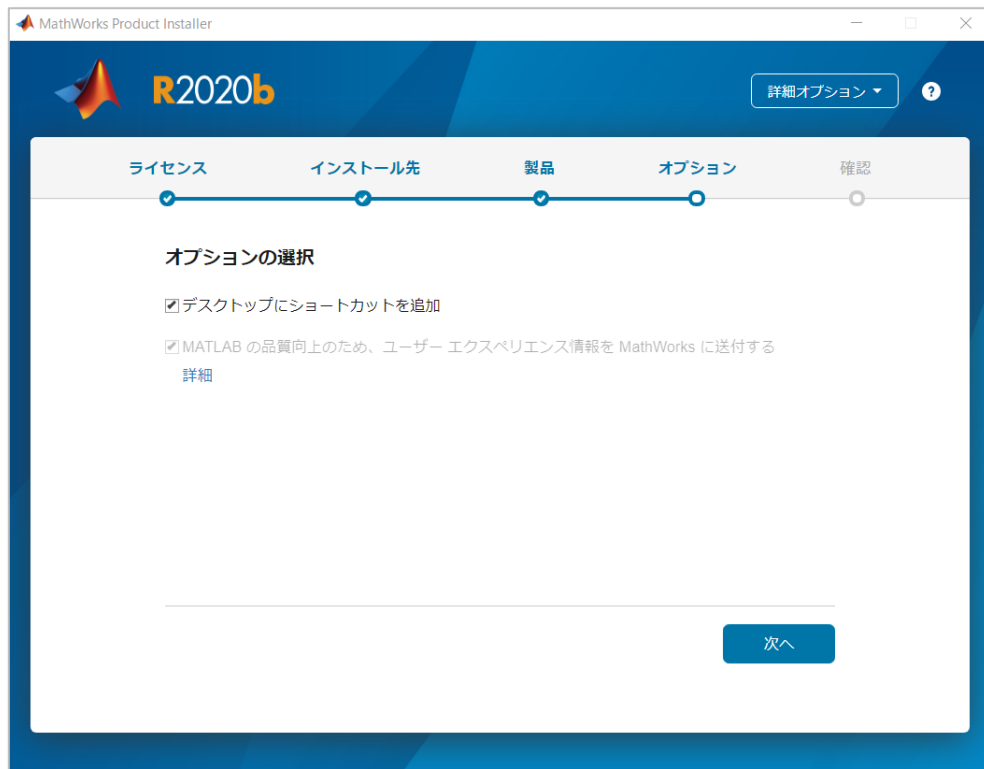 MathWorks Product Installer
R2020b
詳細オプション
?
ライセンス
インストール先
製品
オプション
確認
オプションの選択
デスクトップにショートカットを追加
MATLAB の品質向上のため、ユーザー エクスペリエンス情報を MathWorks に送付する
詳細
次へ